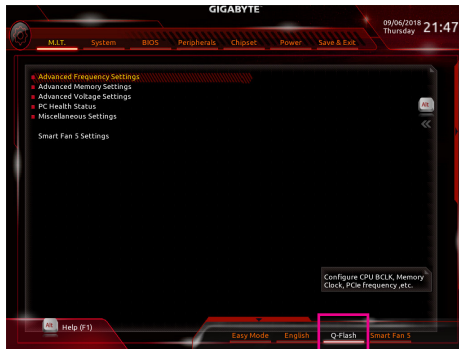 GIGABYTE
09/06/2018 21:47
Thursday
M.I.T. System BIOS Peripherals Chipset Power Save & Exit
Advanced Frequency Settings
Advanced Memory Settings
Advanced Voltage Settings
PC Health Status
Miscellaneous Settings
Alt
Smart Fan 5 Settings
Configure CPU BCLK, Memory
Clock, PCIe frequency ,etc.
Alt Help (F1)
Easy Mode English Q-Flash Smart Fan 5